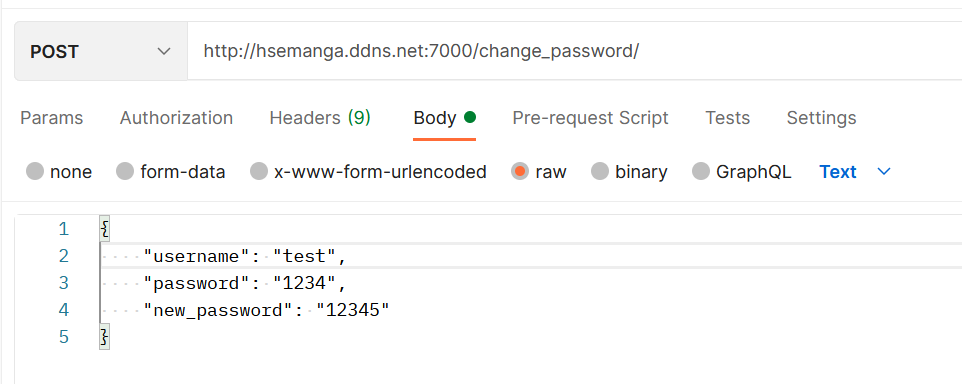 POST http://hsemanga.ddns.net:7000/change_password/
Params Authorization Headers (9) Body Pre-request Script Tests Settings
none form-data x-www-form-urlencoded raw binary GraphQL Text
1 {
2 "username": "test",
3 "password": "1234",
4 "new_password": "12345"
5 }